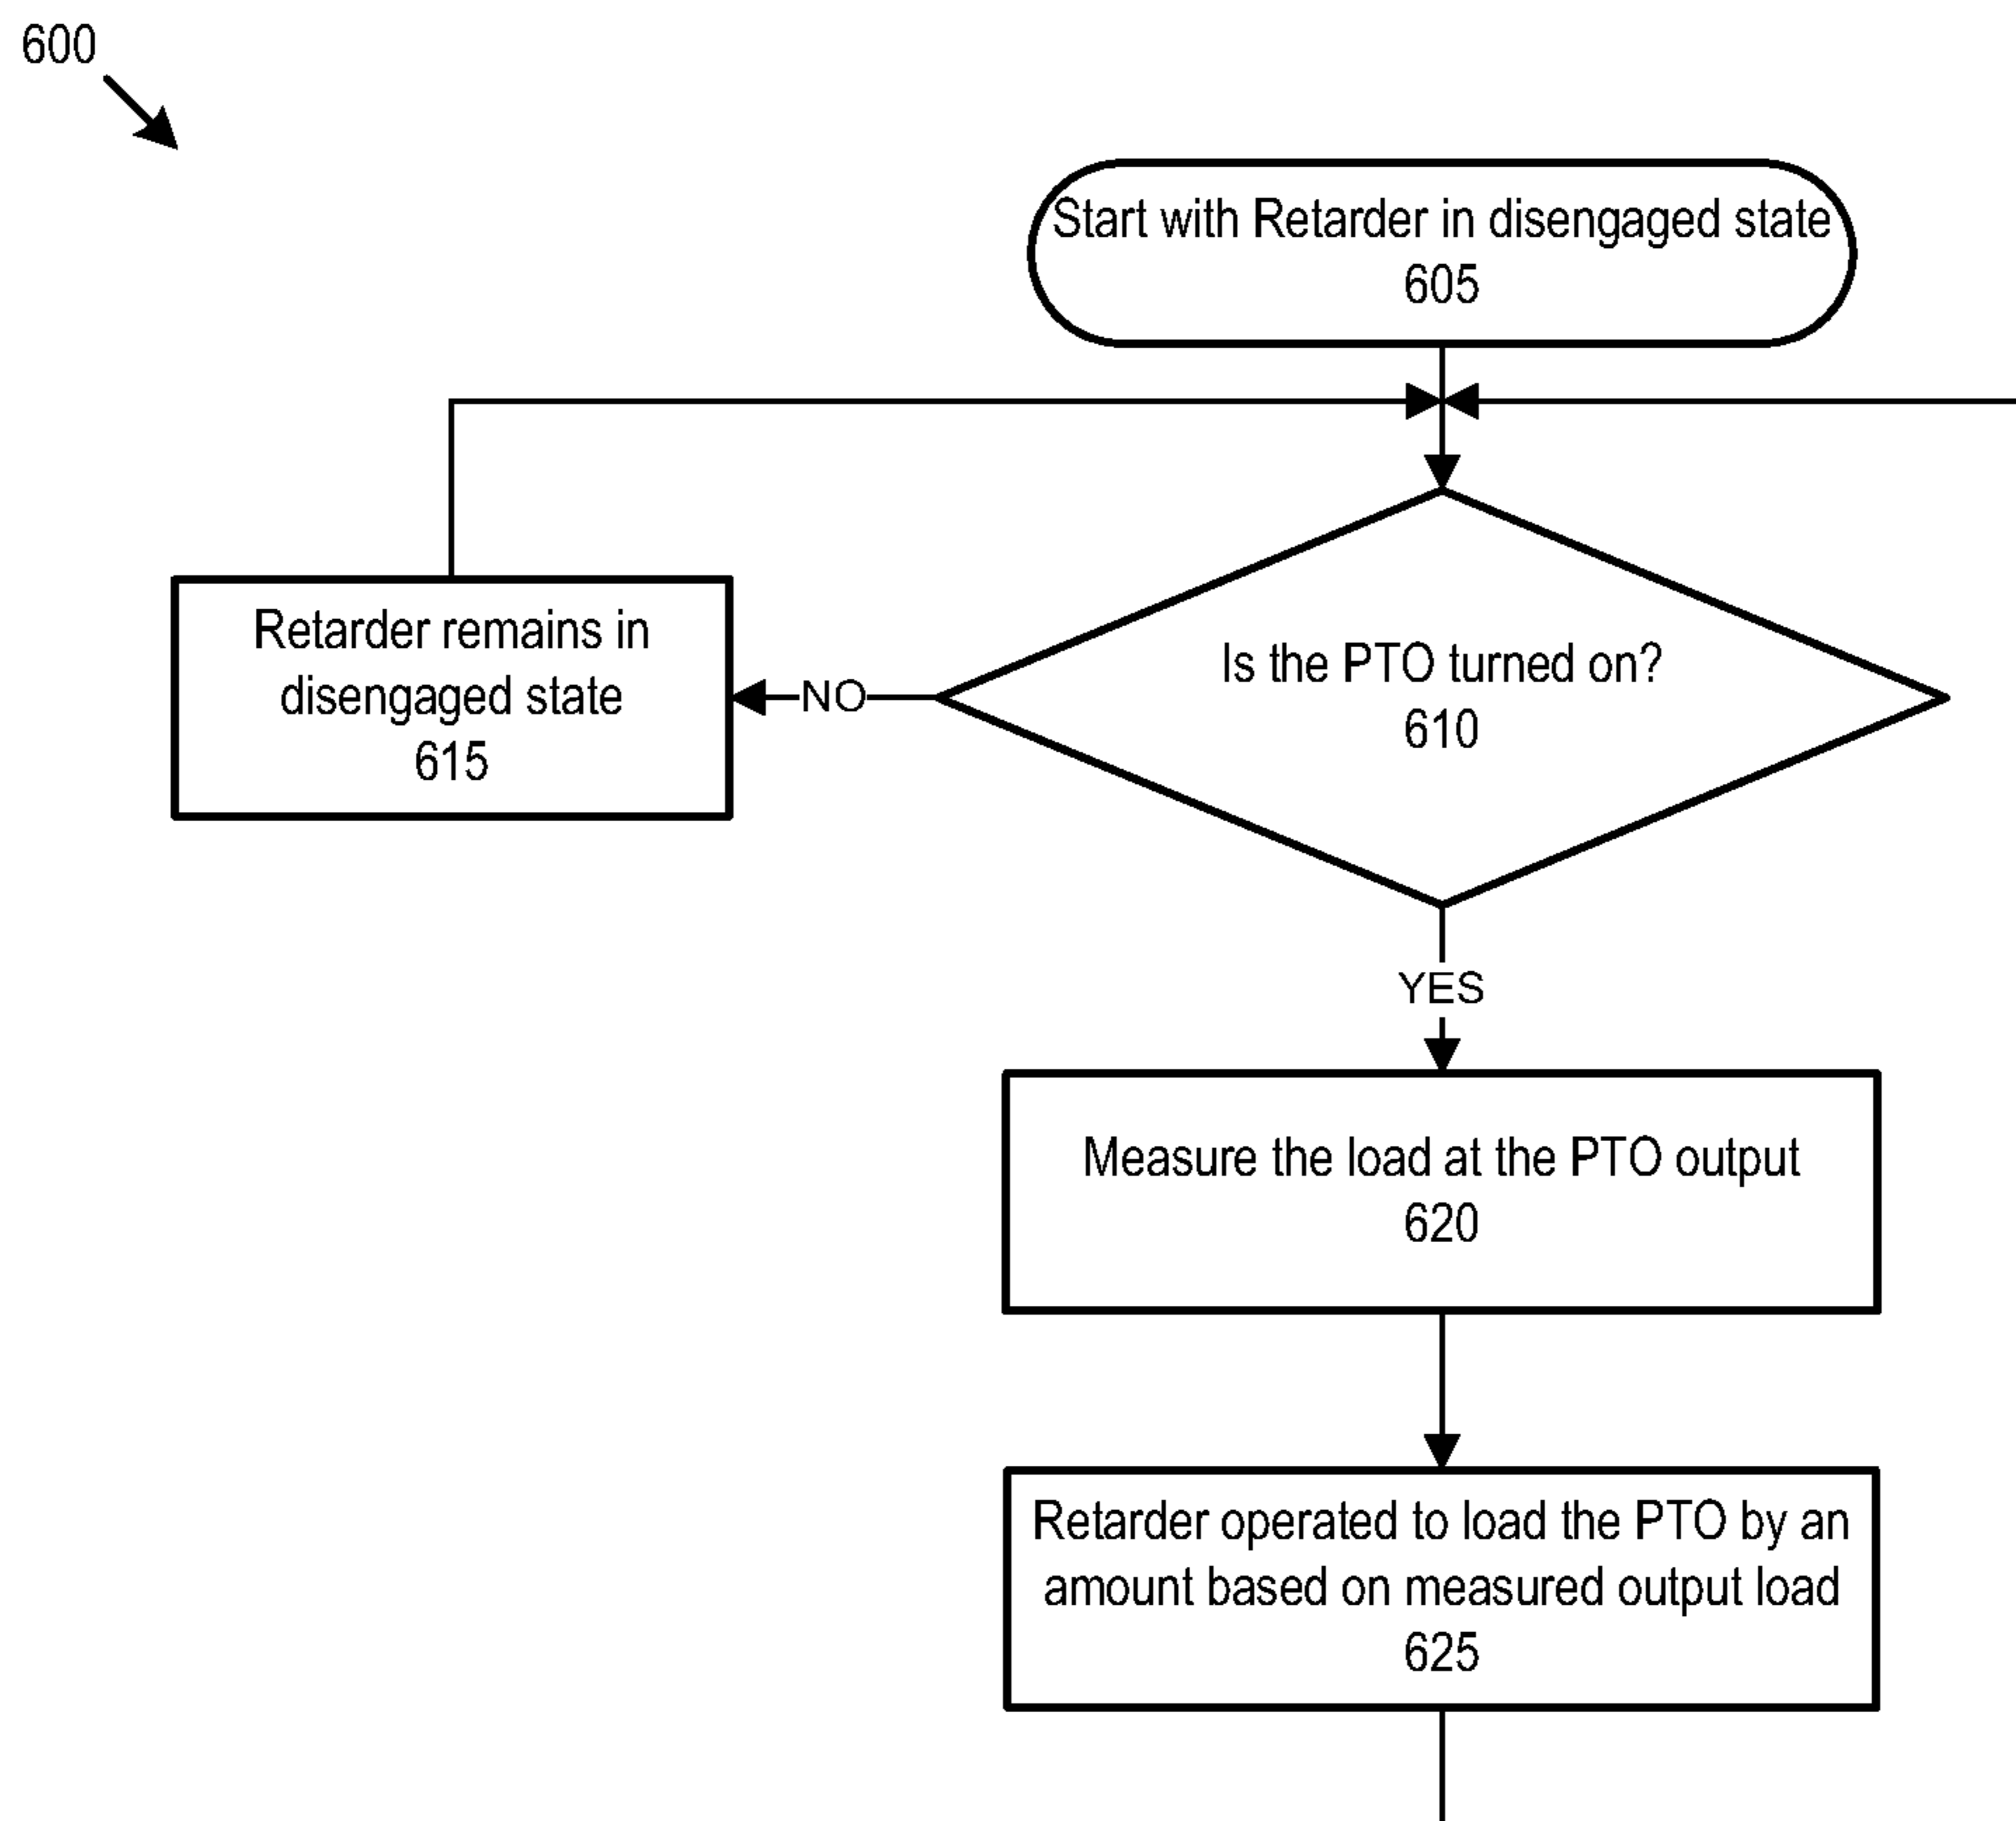 600
Start with Retarder in disengaged state
605
Is the PTO turned on?
610
NO
Retarder remains in
disengaged state
615
YES
Measure the load at the PTO output
620
Retarder operated to load the PTO by an
amount based on measured output load
625